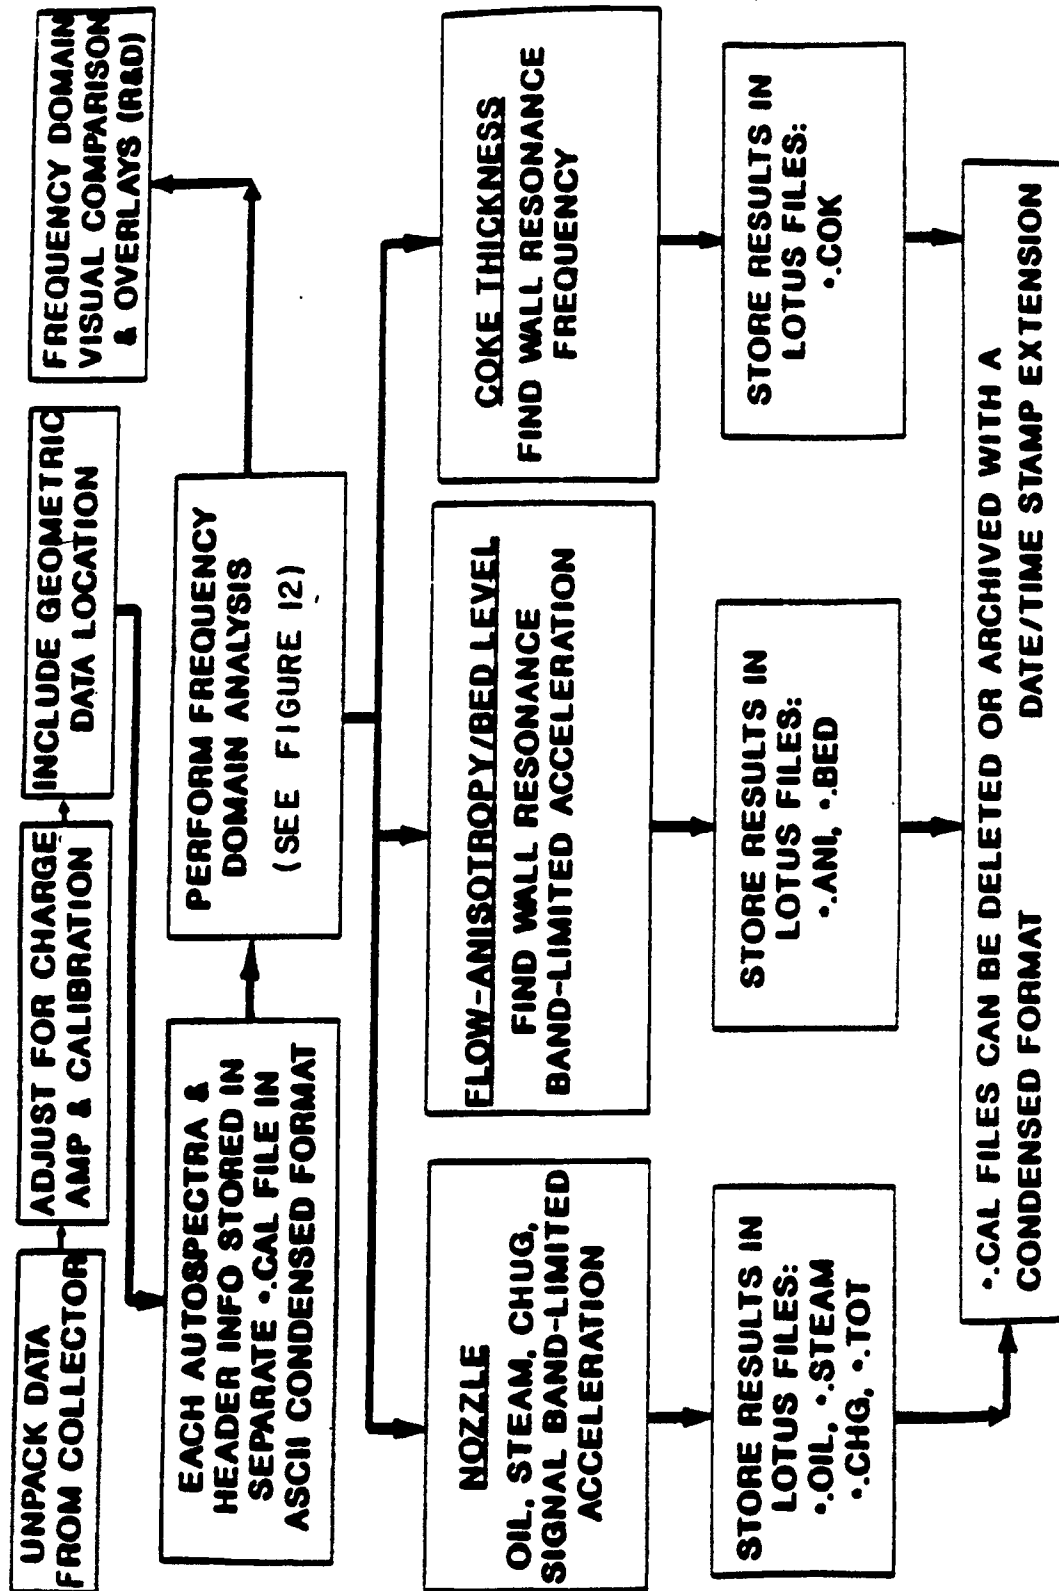 UNPACK DATA
FROM COLLECTOR
ADJUST FOR CHARGE
AMP & CALIBRATION
INCLUDE GEOMETRIC
DATA LOCATION
FREQUENCY DOMAIN
VISUAL COMPARISON
& OVERLAYS (R&D)
EACH AUTOSPECTRA &
HEADER INFO STORED IN
SEPARATE *.CAL FILE IN
ASCII CONDENSED FORMAT
PERFORM FREQUENCY
DOMAIN ANALYSIS
(SEE FIGURE 12)
NOZZLE
OIL, STEAM, CHUG,
SIGNAL BAND-LIMITED
ACCELERATION
FLOW-ANISOTROPY/BED LEVEL
FIND WALL RESONANCE
BAND-LIMITED ACCELERATION
COKE THICKNESS
FIND WALL RESONANCE
FREQUENCY
STORE RESULTS IN
LOTUS FILES:
*.OIL, *.STEAM
*.CHG, *.TOT
STORE RESULTS IN
LOTUS FILES:
*.ANI, *.BED
STORE RESULTS IN
LOTUS FILES:
*.COK
*.CAL FILES CAN BE DELETED OR ARCHIVED WITH A
CONDENSED FORMAT DATE/TIME STAMP EXTENSION